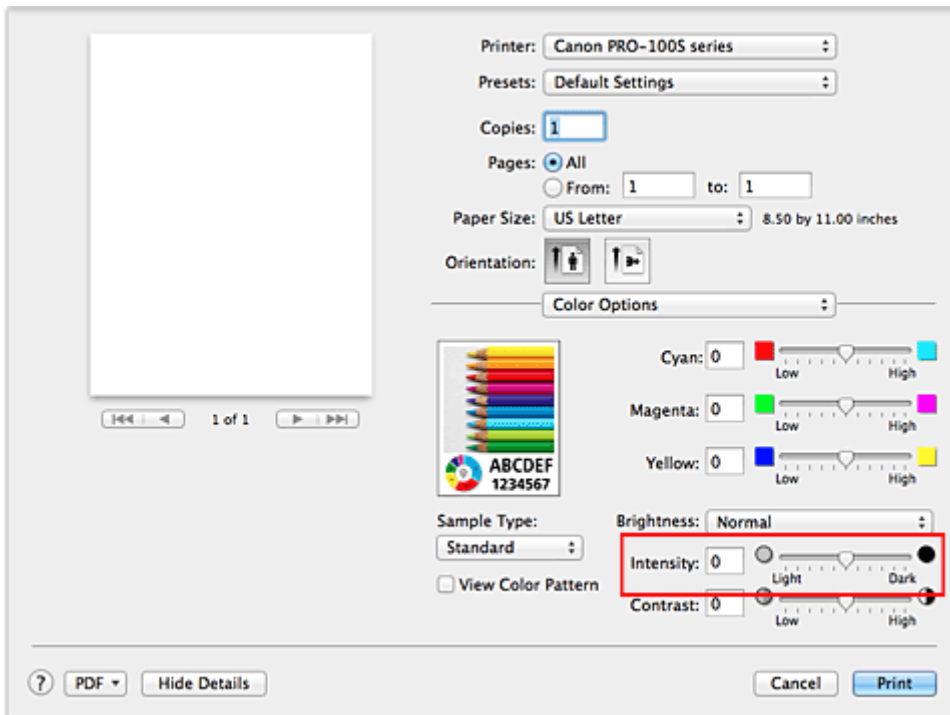 Printer: Canon PRO-100S series
Presets: Default Settings
Copies: 1
Pages: All
From: 1 to: 1
Paper Size: US Letter 8.50 by 11.00 inches
Orientation:
Color Options
1 of 1
ABCDEF
1234567
Cyan: 0
Low High
Magenta: 0
Low High
Yellow: 0
Low High
Sample Type:
Standard
View Color Pattern
Brightness: Normal
Intensity: 0
Light Dark
Contrast: 0
Low High
? PDF Hide Details Cancel Print